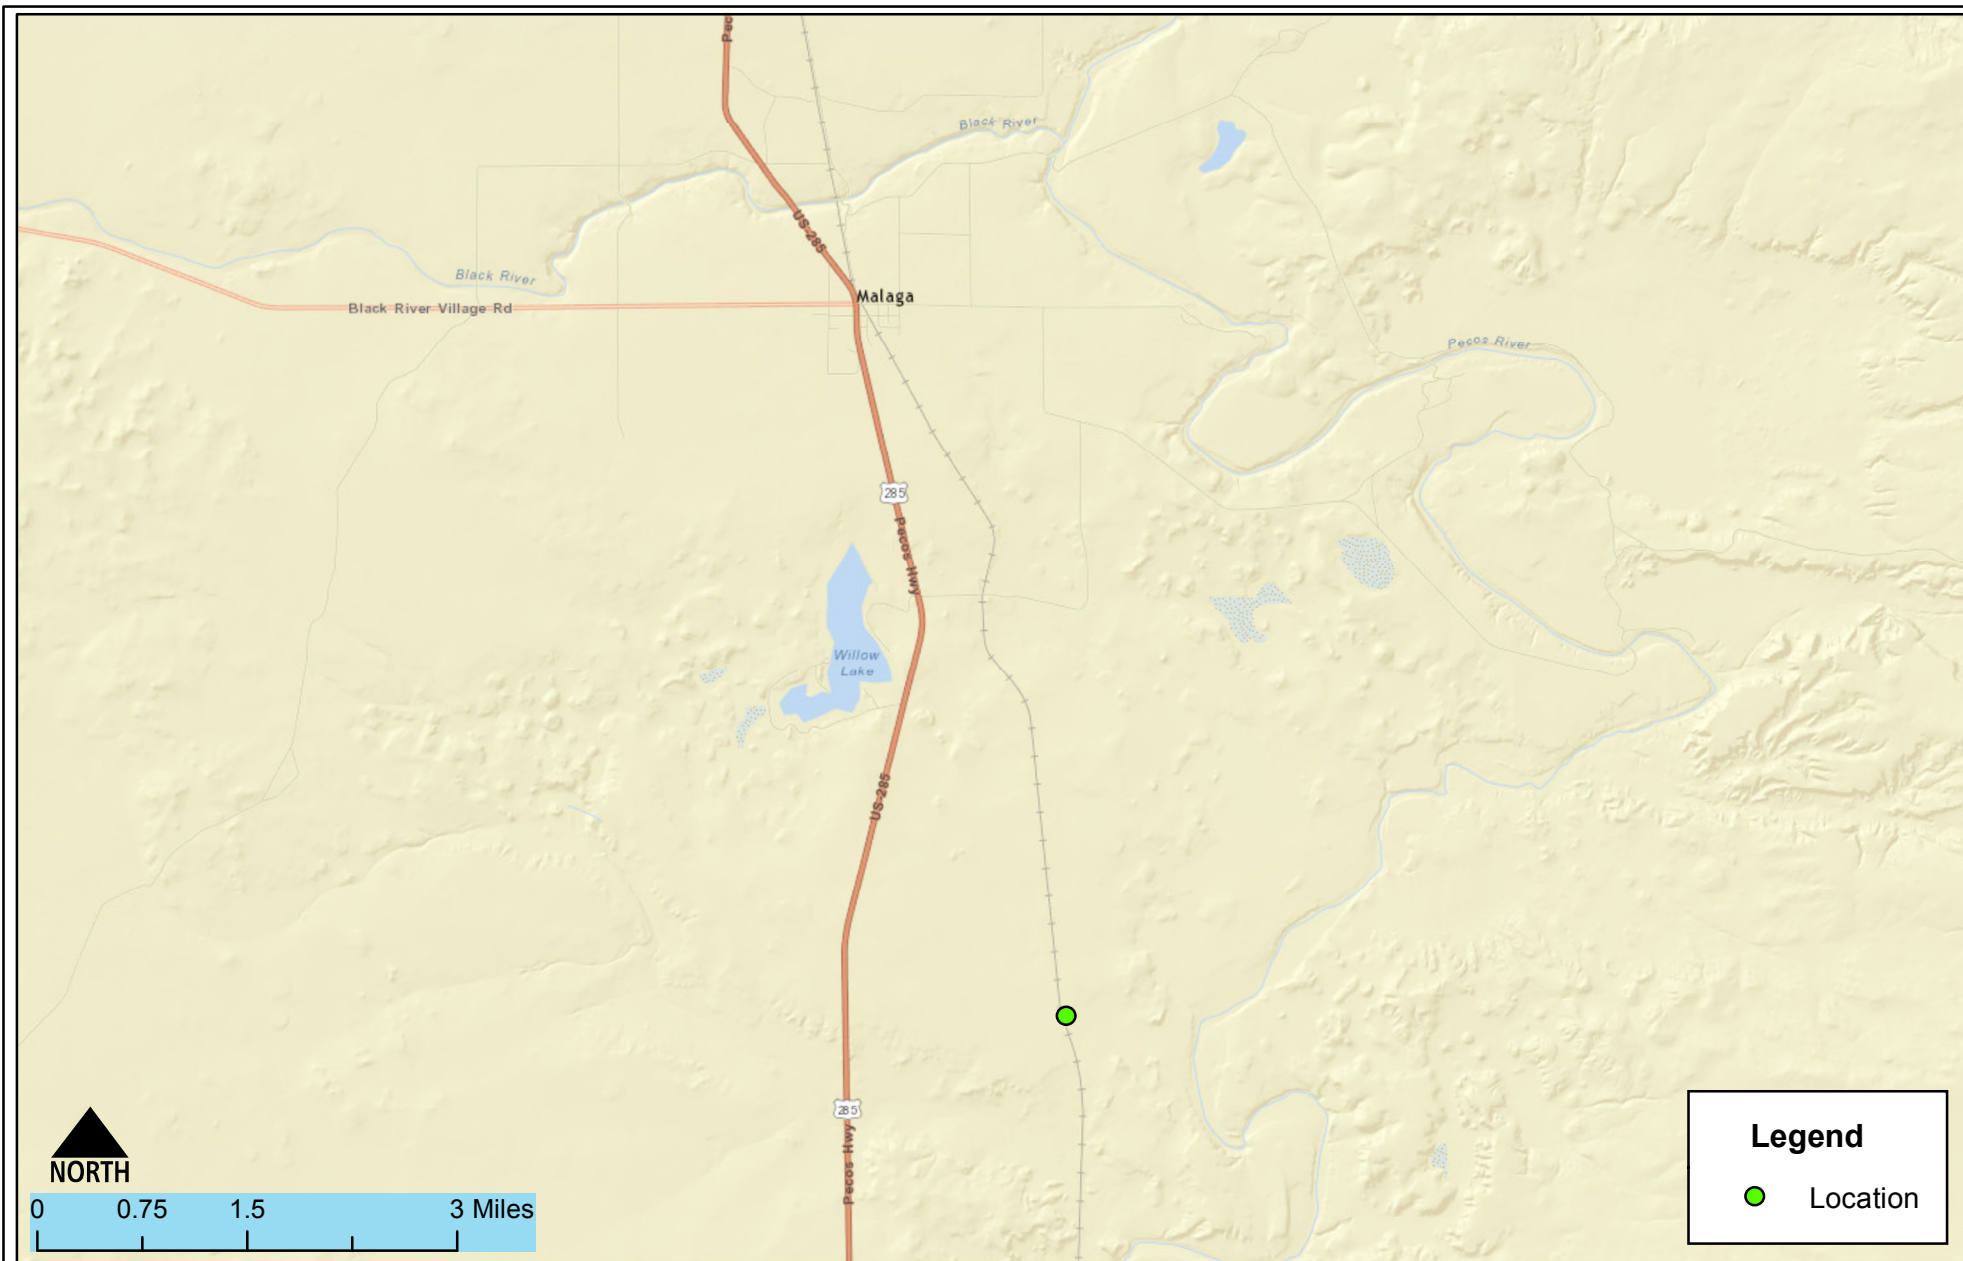 Pec
Black River
US-285
Black River
Malaga
Black River Village Rd
Pecos River
285
Pecos Hwy
Willow
Lake
US-285
285
Pecos Hwy
NORTH
0 0.75 1.5 3 Miles
Legend
Location